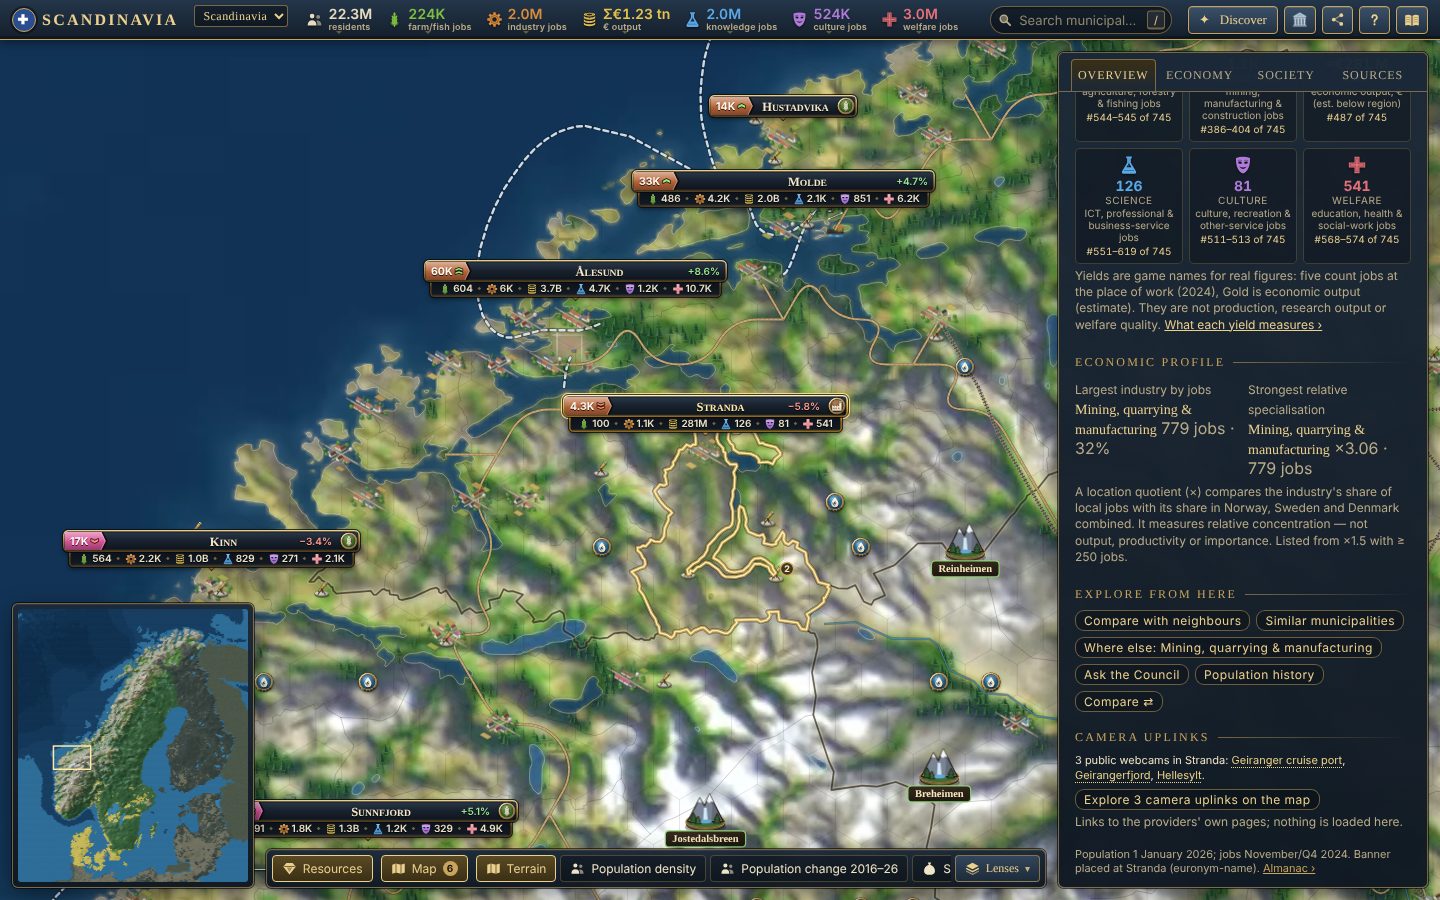 SCANDINAVIA
Scandinavia
22.3M
residents
224K
farm/fish jobs
2.0M
industry jobs
Σ€1.23 tn
€ output
2.0M
knowledge jobs
524K
culture jobs
3.0M
welfare jobs
Search municipal... /
Discover
?
OVERVIEW ECONOMY SOCIETY SOURCES
agriculture, forestry
& fishing jobs
#544–545 of 745
mining,
manufacturing &
construction jobs
#386–404 of 745
economic output, €
(est. below region)
#487 of 745
126
SCIENCE
ICT, professional &
business-service
jobs
#551–619 of 745
81
CULTURE
culture, recreation &
other-service jobs
#511–513 of 745
541
WELFARE
education, health &
social-work jobs
#568–574 of 745
Yields are game names for real figures: five count jobs at
the place of work (2024), Gold is economic output
(estimate). They are not production, research output or
welfare quality. What each yield measures ›
ECONOMIC PROFILE
Largest industry by jobs
Mining, quarrying &
manufacturing 779 jobs ·
32%
Strongest relative
specialisation
Mining, quarrying &
manufacturing ×3.06 ·
779 jobs
A location quotient (×) compares the industry's share of
local jobs with its share in Norway, Sweden and Denmark
combined. It measures relative concentration — not
output, productivity or importance. Listed from ×1.5 with ≥
250 jobs.
EXPLORE FROM HERE
Compare with neighbours
Similar municipalities
Where else: Mining, quarrying & manufacturing
Ask the Council
Population history
Compare ⇄
CAMERA UPLINKS
3 public webcams in Stranda: Geiranger cruise port,
Geirangerfjord, Hellesylt.
Explore 3 camera uplinks on the map
Links to the providers' own pages; nothing is loaded here.
Population 1 January 2026; jobs November/Q4 2024. Banner
placed at Stranda (euronym-name). Almanac ›
14K Hustadvika
33K Molde +4.7%
486 • 4.2K • 2.0B • 2.1K • 851 • 6.2K
60K Ålesund +8.6%
604 • 6K • 3.7B • 4.7K • 1.2K • 10.7K
4.3K Stranda −5.8%
100 • 1.1K • 281M • 126 • 81 • 541
17K Kinn −3.4%
564 • 2.2K • 1.0B • 829 • 271 • 2.1K
2
Reinheimen
Breheimen
Jostedalsbreen
Sunnfjord +5.1%
91 • 1.8K • 1.3B • 1.2K • 329 • 4.9K
Resources
Map 6
Terrain
Population density
Population change 2016–26
S
Lenses ▾